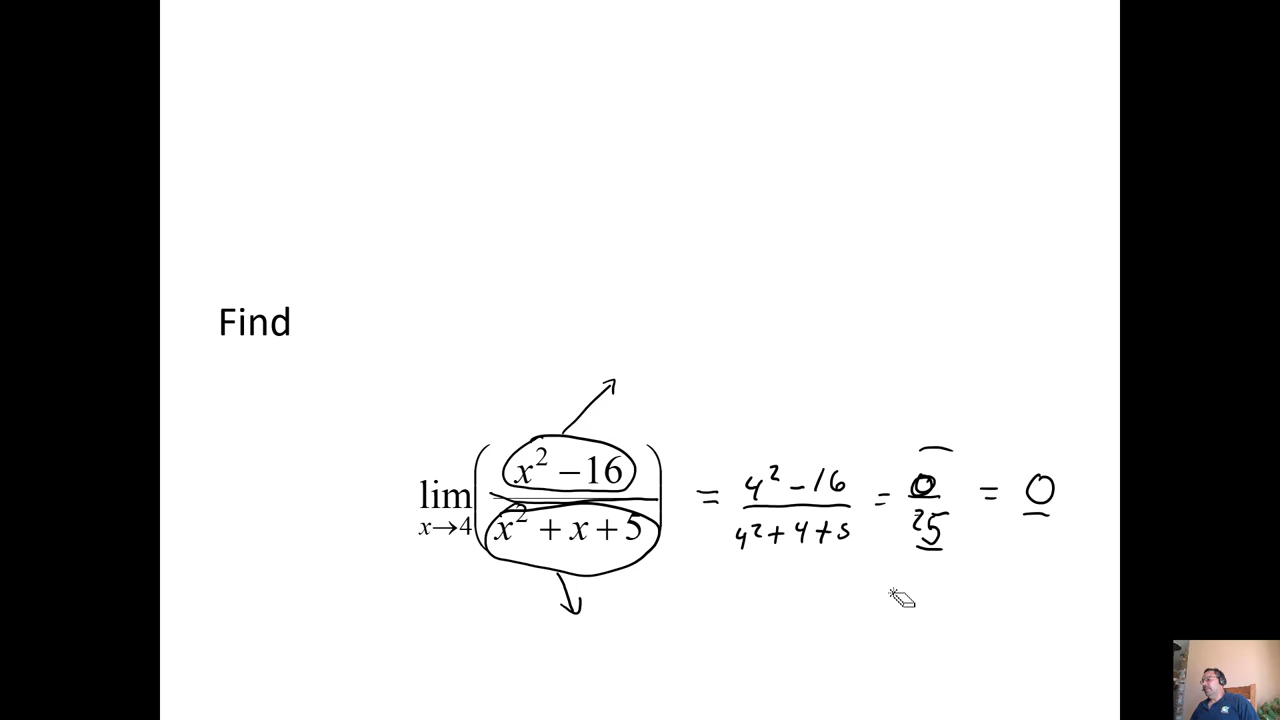 Find
lim x→4 ( (x² − 16) / (x² + x + 5) ) = (4² − 16) / (4² + 4 + 5) = 0/25 = 0